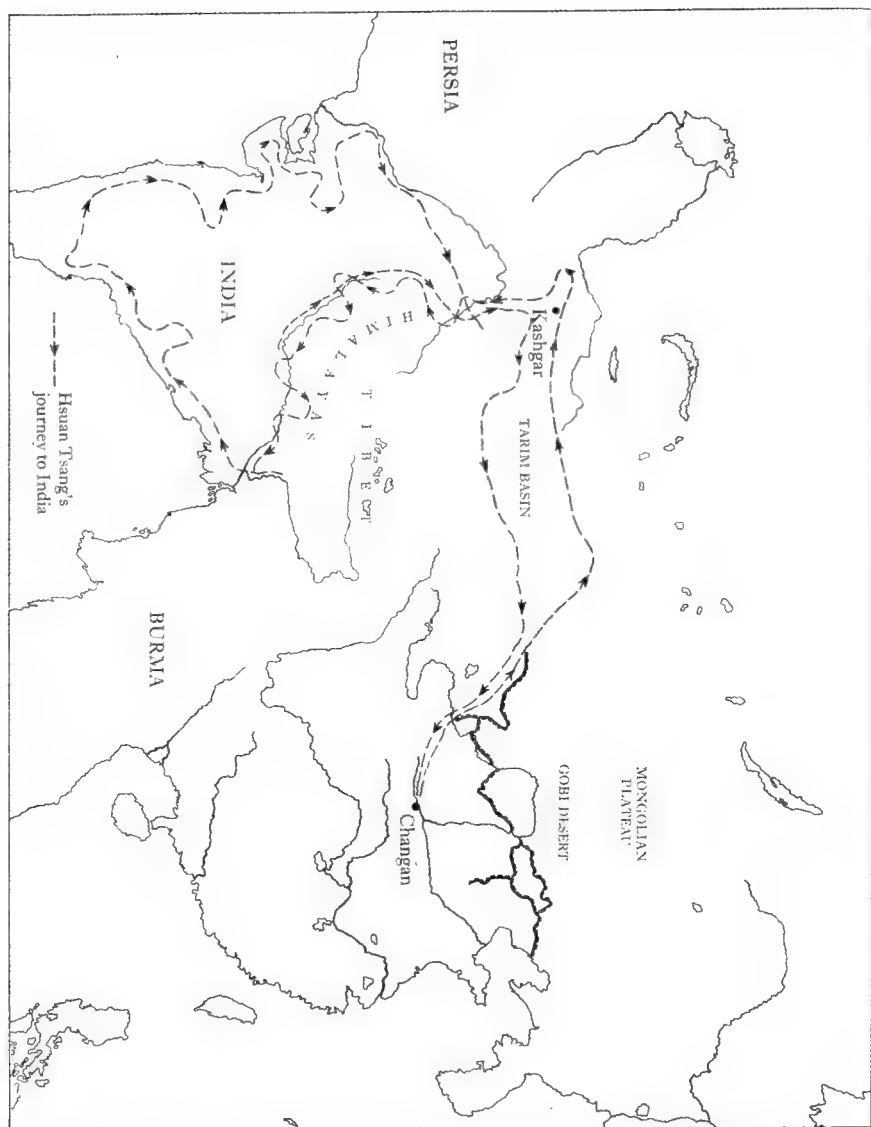 PERSIA
Kashgar
INDIA
HIMALAYAS
TIBET
TARIM BASIN
MONGOLIAN
PLATEAU
GOBI DESERT
Changan
BURMA
Hsuan Tsang's
journey to India